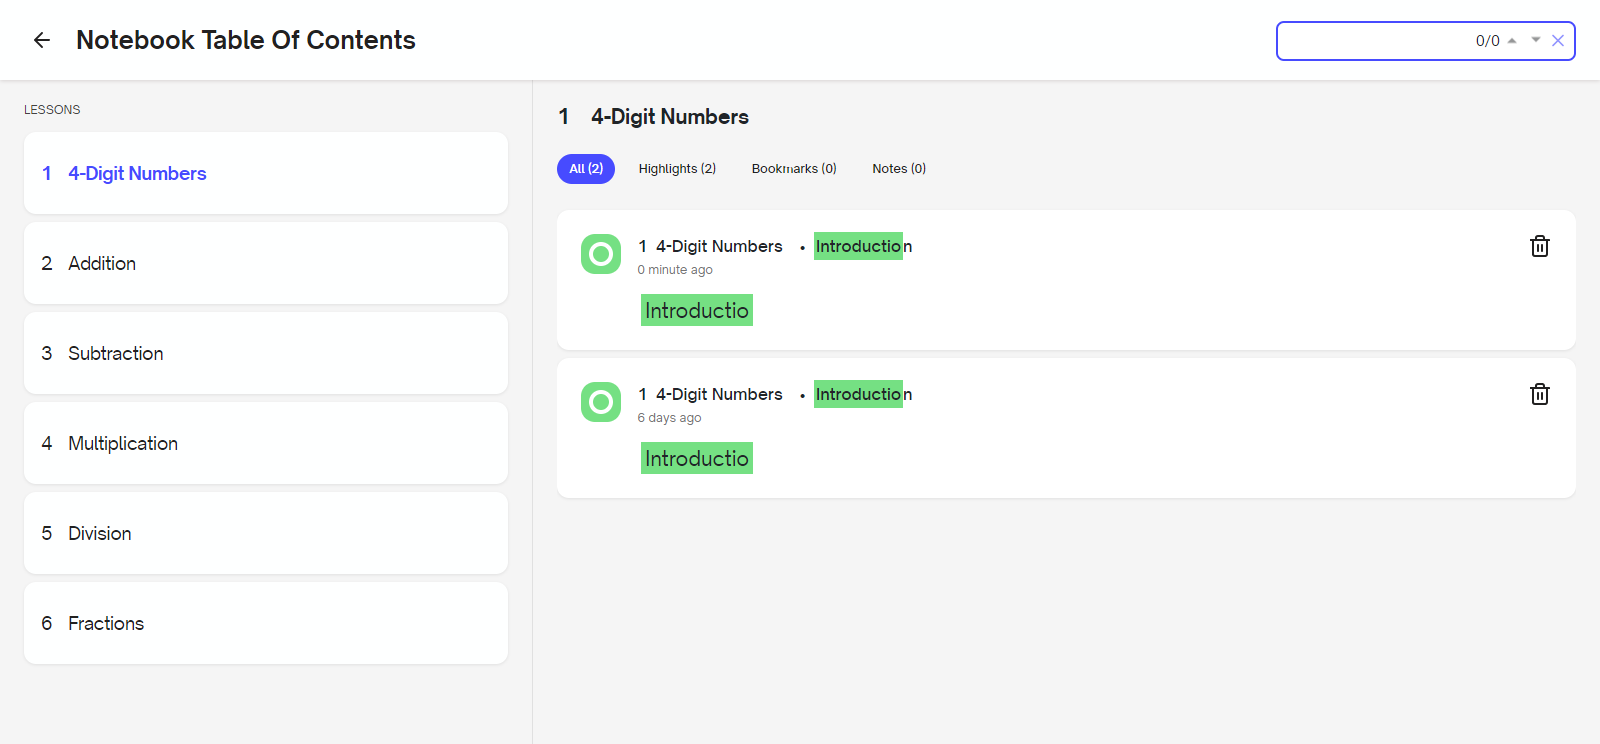 Notebook Table Of Contents
0/0
LESSONS
1 4-Digit Numbers
2 Addition
3 Subtraction
4 Multiplication
5 Division
6 Fractions
1 4-Digit Numbers
All (2) Highlights (2) Bookmarks (0) Notes (0)
1 4-Digit Numbers • Introduction
0 minute ago
Introductio
1 4-Digit Numbers • Introduction
6 days ago
Introductio